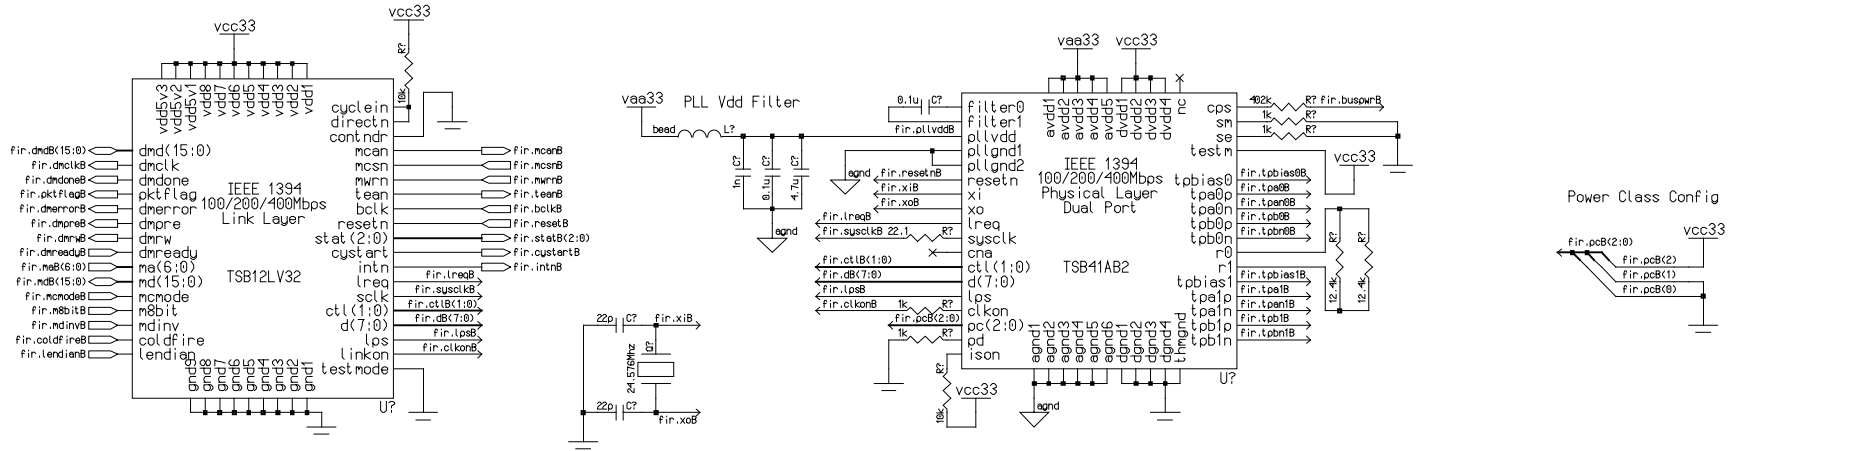 vcc33
vcc33
R?
10k
vdd5v3
vdd5v2
vdd5v1
vdd8
vdd7
vdd6
vdd5
vdd4
vdd3
vdd2
vdd1
cyclein
directn
contndr
fir.dmdB(15:0) dmd(15:0) mcan fir.mcanB
fir.dmclkB dmclk mcsn fir.mcsnB
fir.dmdoneB dmdone mwrn fir.mwrnB
fir.pktflagB pktflag tean fir.teanB
fir.dmerrorB dmerror bclk fir.bclkB
fir.dmpreB dmpre resetn fir.resetB
fir.dmrwB dmrw stat(2:0) fir.statB(2:0)
fir.dmreadyB dmready cystart fir.cystartB
fir.maB(6:0) ma(6:0) intn fir.intnB
fir.mdB(15:0) md(15:0) lreq fir.lreqB
fir.mcmodeB mcmode sclk fir.sysclkB
fir.m8bitB m8bit ctl(1:0) fir.ctlB(1:0)
fir.mdinvB mdinv d(7:0) fir.dB(7:0)
fir.coldfireB coldfire lps fir.lpsB
fir.lendianB lendian linkon fir.clkonB
testmode
IEEE 1394
100/200/400Mbps
Link Layer
TSB12LV32
gnd9
gnd8
gnd7
gnd6
gnd5
gnd4
gnd3
gnd2
gnd1
U?
vaa33
PLL Vdd Filter
bead
L?
C?
1n
C?
0.1u
C?
4.7u
agnd
22p C? fir.xiB
Q?
24.576Mhz
22p C?
fir.xoB
vaa33
vcc33
avdd1
avdd2
avdd3
avdd4
avdd5
dvdd1
dvdd2
dvdd3
dvdd4
nc
0.1u C? filter0
filter1
fir.pllvddB pllvdd
pllgnd1
agnd
pllgnd2
fir.resetnB resetn
fir.xiB xi
fir.xoB xo
fir.lreqB lreq
fir.sysclkB 22.1 R? sysclk
cna
fir.ctlB(1:0) ctl(1:0)
fir.dB(7:0) d(7:0)
fir.lpsB lps
fir.clkonB 1k R? clkon
fir.pcB(2:0) pc(2:0)
1k R? pd
ison
R?
10k
vcc33
IEEE 1394
100/200/400Mbps
Physical Layer
Dual Port
TSB41AB2
cps 402k R? fir.buspwrB
sm 1k R?
se 1k R?
testm
vcc33
tpbias0 fir.tpbias0B
tpa0p fir.tpa0B
tpa0n fir.tpan0B
tpb0p fir.tpb0B
tpb0n fir.tpbn0B
r0
r1
R?
12.4k
R?
12.4k
tpbias1 fir.tpbias1B
tpa1p fir.tpa1B
tpa1n fir.tpan1B
tpb1p fir.tpb1B
tpb1n fir.tpbn1B
agnd1
agnd2
agnd3
agnd4
agnd5
agnd6
dgnd1
dgnd2
dgnd3
dgnd4
thmgnd
U?
agnd
Power Class Config
vcc33
fir.pcB(2:0)
fir.pcB(2)
fir.pcB(1)
fir.pcB(0)